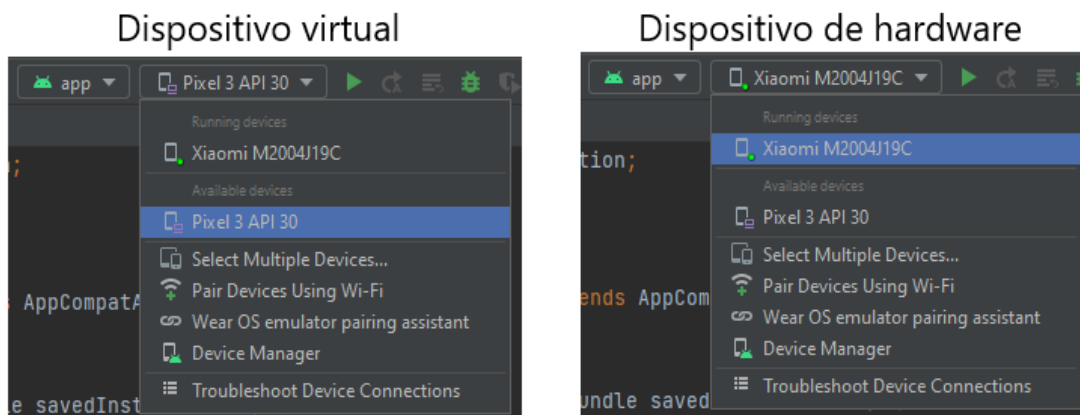 Dispositivo virtual
app
Pixel 3 API 30
Running devices
;
Xiaomi M2004J19C
Available devices
Pixel 3 API 30
Select Multiple Devices...
Pair Devices Using Wi-Fi
AppCompatA
Wear OS emulator pairing assistant
Device Manager
Troubleshoot Device Connections
e savedInst
Dispositivo de hardware
app
Xiaomi M2004J19C
Running devices
tion;
Xiaomi M2004J19C
Available devices
Pixel 3 API 30
Select Multiple Devices...
Pair Devices Using Wi-Fi
ends AppCom
Wear OS emulator pairing assistant
Device Manager
Troubleshoot Device Connections
undle saved